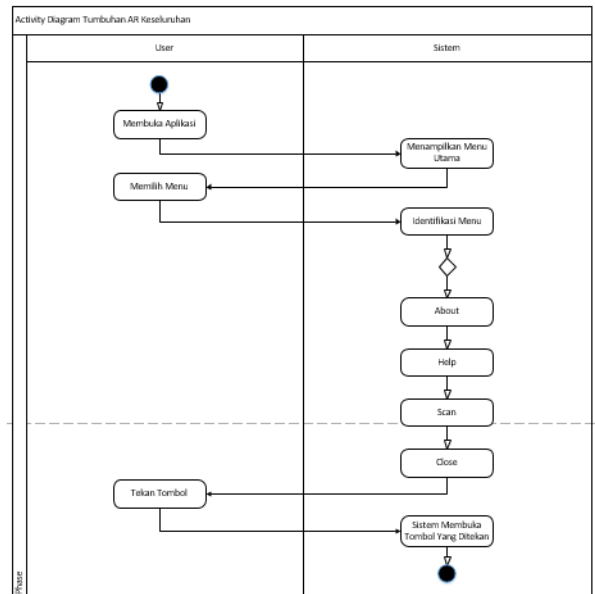 Activity Diagram Tumbuhan AR Keseluruhan
User
Sistem
Membuka Aplikasi
Menampilkan Menu
Utama
Memilih Menu
Identifikasi Menu
About
Help
Scan
Close
Tekan Tombol
Sistem Membuka
Tombol Yang Ditekan
Phase